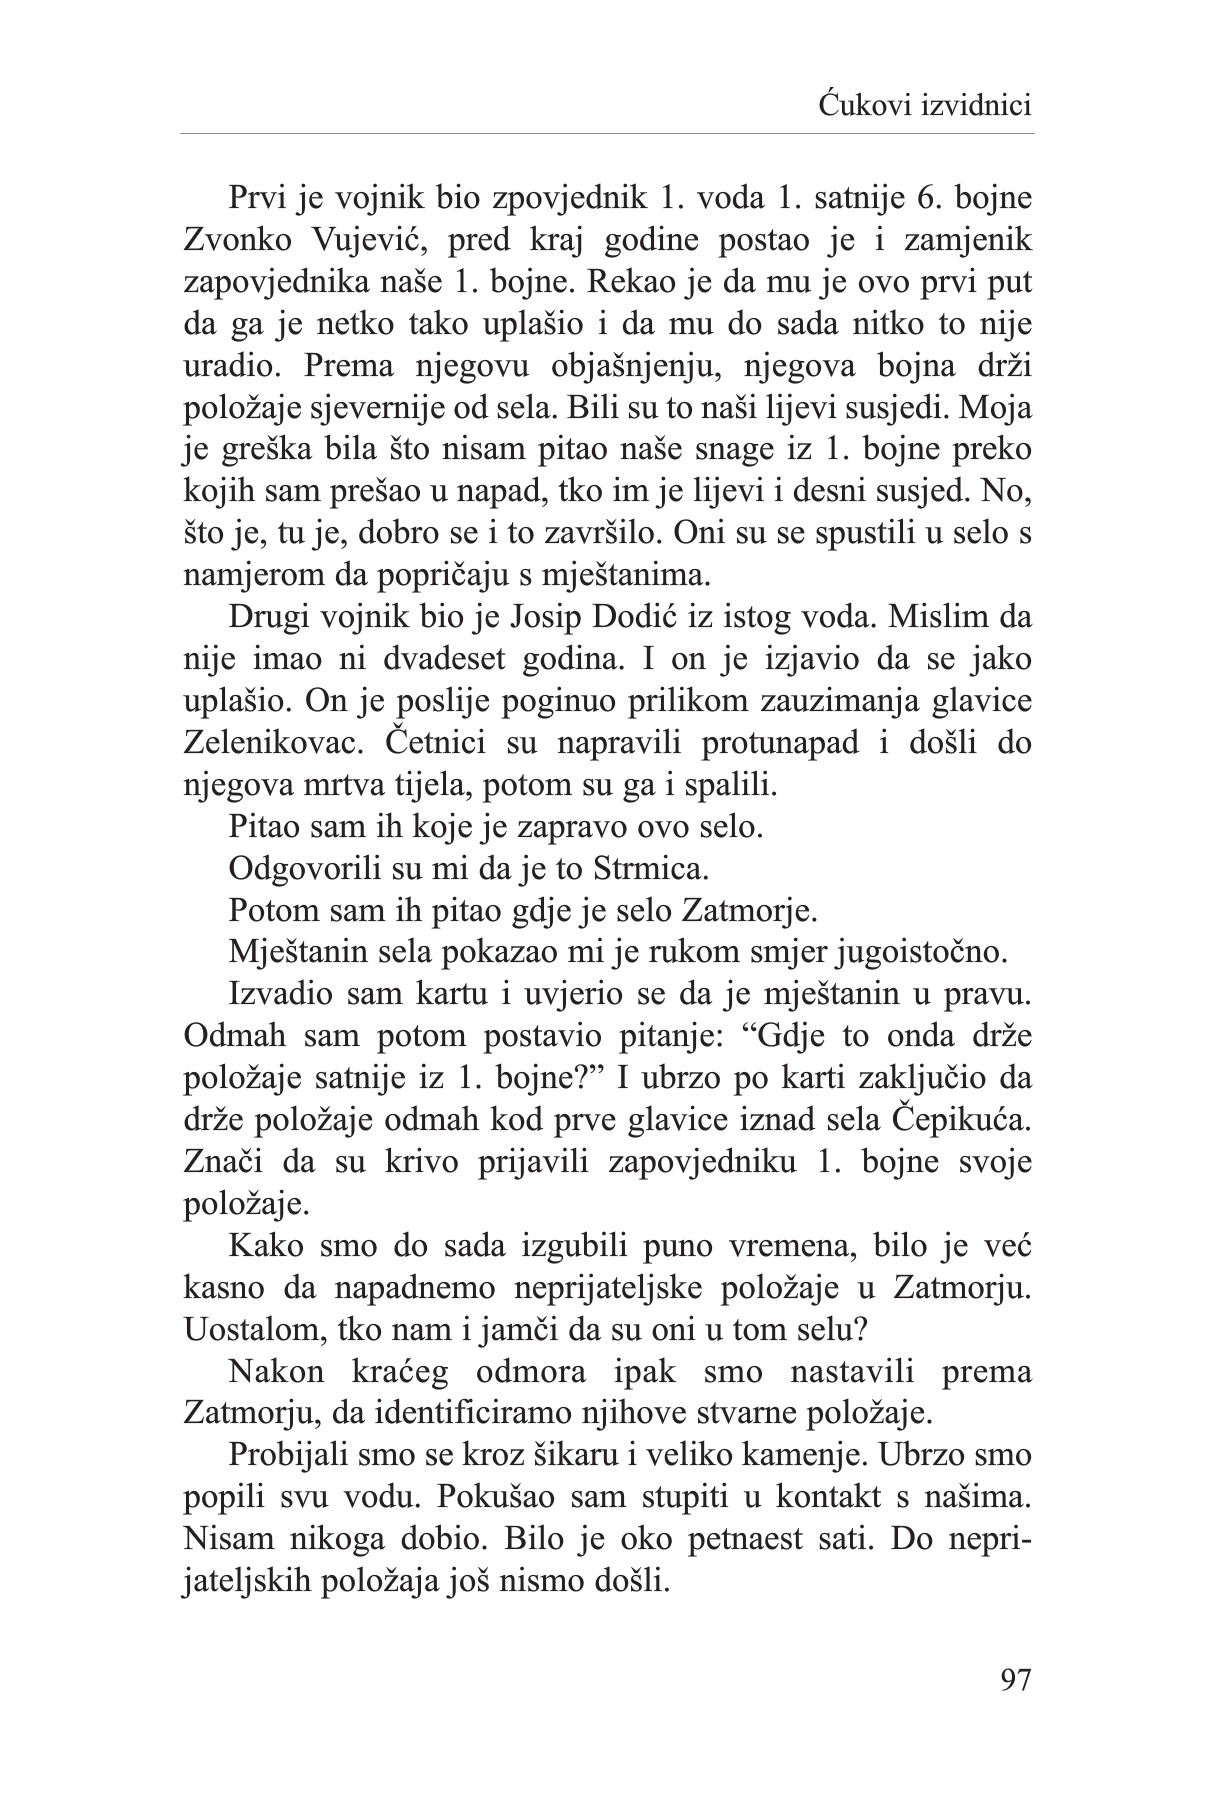 Ćukovi izvidnici
Prvi je vojnik bio zpovjednik 1. voda 1. satnije 6. bojne
Zvonko Vujević, pred kraj godine postao je i zamjenik
zapovjednika naše 1. bojne. Rekao je da mu je ovo prvi put
da ga je netko tako uplašio i da mu do sada nitko to nije
uradio. Prema njegovu objašnjenju, njegova bojna drži
položaje sjevernije od sela. Bili su to naši lijevi susjedi. Moja
je greška bila što nisam pitao naše snage iz 1. bojne preko
kojih sam prešao u napad, tko im je lijevi i desni susjed. No,
što je, tu je, dobro se i to završilo. Oni su se spustili u selo s
namjerom da popričaju s mještanima.
Drugi vojnik bio je Josip Dodić iz istog voda. Mislim da
nije imao ni dvadeset godina. I on je izjavio da se jako
uplašio. On je poslije poginuo prilikom zauzimanja glavice
Zelenikovac. Četnici su napravili protunapad i došli do
njegova mrtva tijela, potom su ga i spalili.
Pitao sam ih koje je zapravo ovo selo.
Odgovorili su mi da je to Strmica.
Potom sam ih pitao gdje je selo Zatmorje.
Mještanin sela pokazao mi je rukom smjer jugoistočno.
Izvadio sam kartu i uvjerio se da je mještanin u pravu.
Odmah sam potom postavio pitanje: “Gdje to onda drže
položaje satnije iz 1. bojne?” I ubrzo po karti zaključio da
drže položaje odmah kod prve glavice iznad sela Čepikuća.
Znači da su krivo prijavili zapovjedniku 1. bojne svoje
položaje.
Kako smo do sada izgubili puno vremena, bilo je već
kasno da napadnemo neprijateljske položaje u Zatmorju.
Uostalom, tko nam i jamči da su oni u tom selu?
Nakon kraćeg odmora ipak smo nastavili prema
Zatmorju, da identificiramo njihove stvarne položaje.
Probijali smo se kroz šikaru i veliko kamenje. Ubrzo smo
popili svu vodu. Pokušao sam stupiti u kontakt s našima.
Nisam nikoga dobio. Bilo je oko petnaest sati. Do nepri-
jateljskih položaja još nismo došli.
97